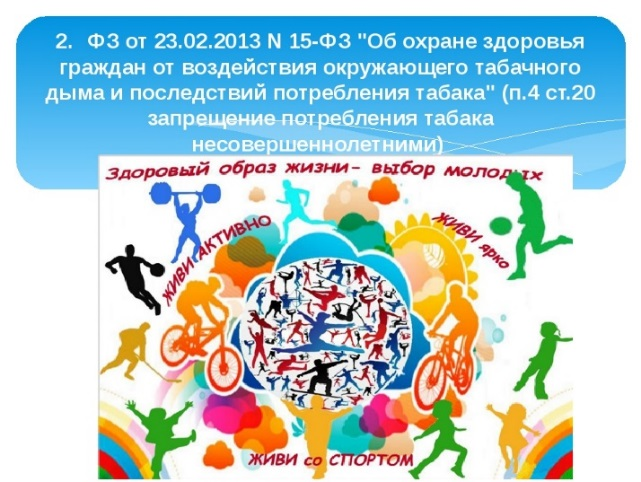 2. ФЗ от 23.02.2013 N 15-ФЗ "Об охране здоровья
граждан от воздействия окружающего табачного
дыма и последствий потребления табака" (п.4 ст.20
запрещение потребления табака
несовершеннолетними)
Здоровый образ жизни- выбор молодых
ЖИВИ АКТИВНО
ЖИВИ ярко
ЖИВИ со СПОРТОМ